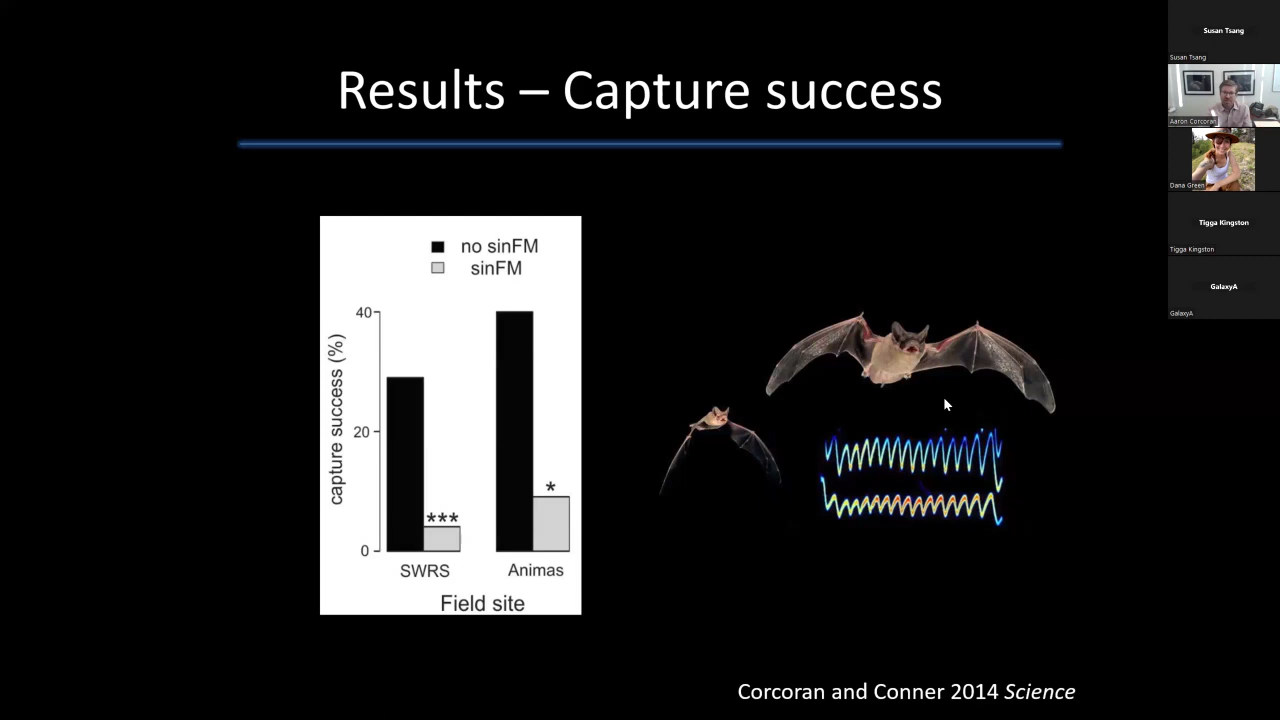 Results – Capture success
no sinFM
sinFM
capture success (%)
40
20
0
***
*
SWRS
Animas
Field site
Corcoran and Conner 2014 Science
Susan Tsang
Susan Tsang
Aaron Corcoran
Dana Green
Tigga Kingston
Tigga Kingston
GalaxyA
GalaxyA